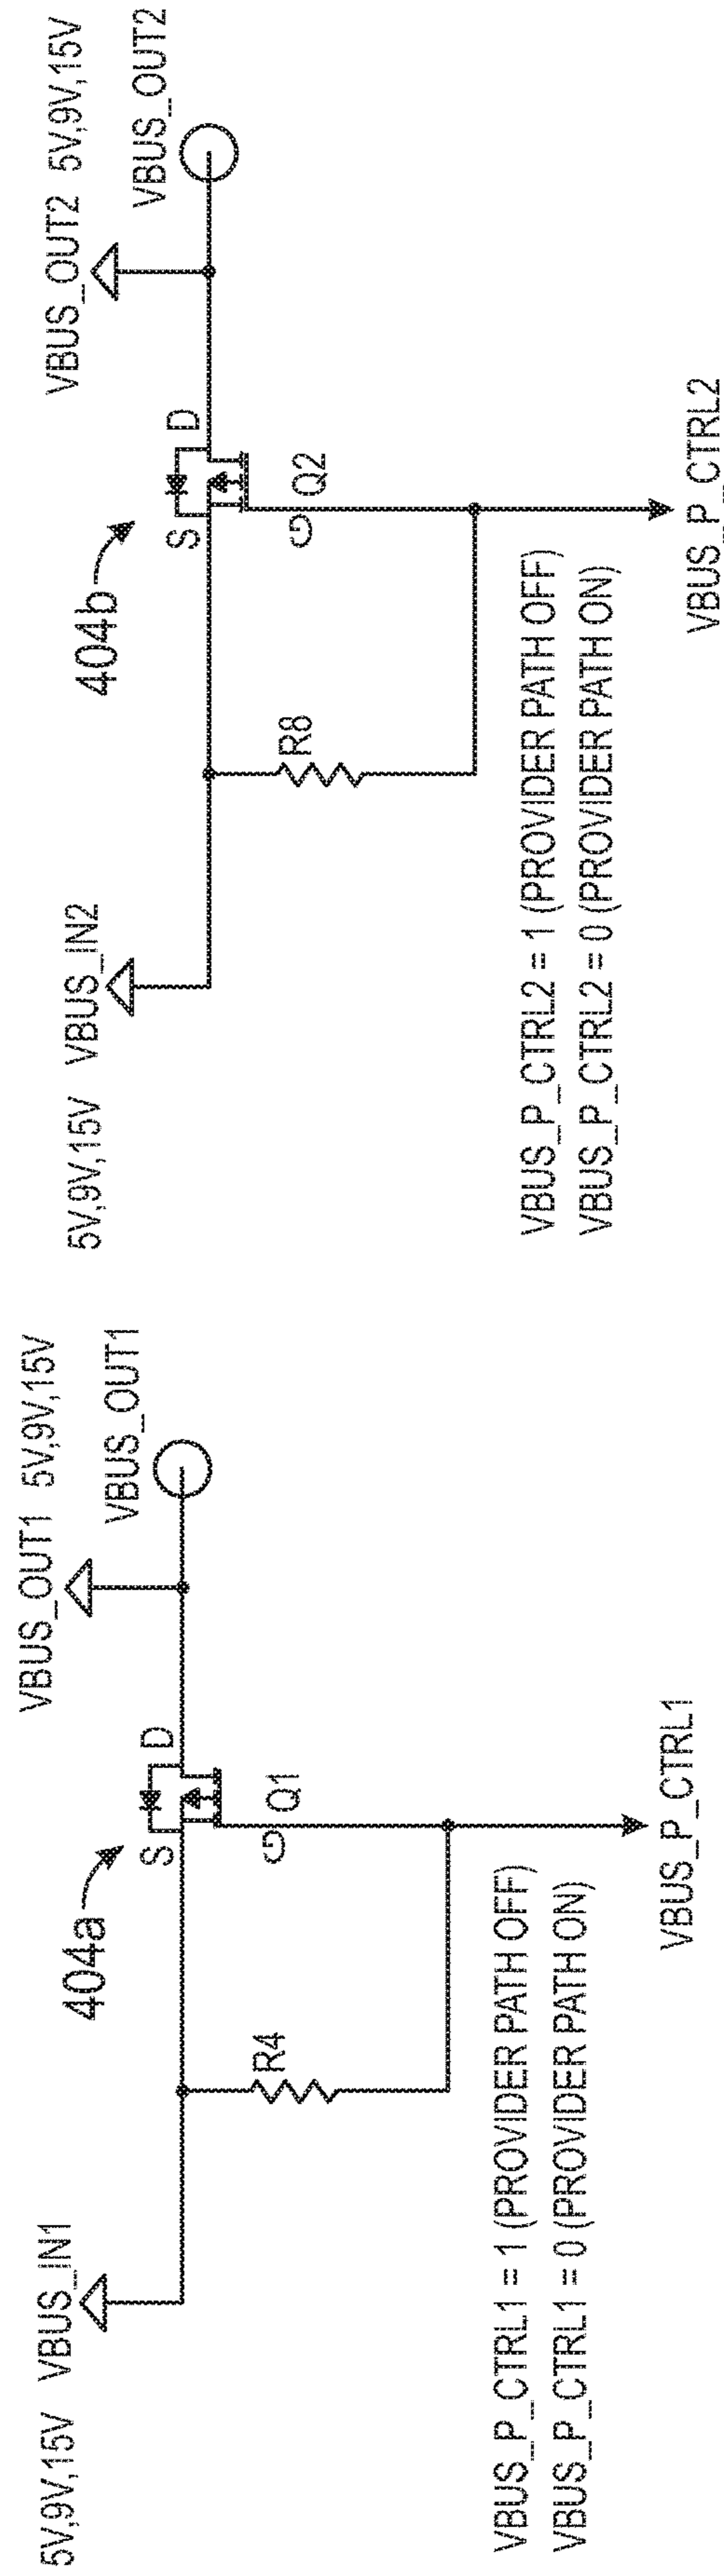 5V,9V,15V VBUS_IN1
VBUS_OUT1 5V,9V,15V
VBUS_OUT1
404a
S
D
G
Q1
R4
VBUS_P_CTRL1 = 1 (PROVIDER PATH OFF)
VBUS_P_CTRL1 = 0 (PROVIDER PATH ON)
VBUS_P_CTRL1
5V,9V,15V VBUS_IN2
VBUS_OUT2 5V,9V,15V
VBUS_OUT2
404b
S
D
G
Q2
R8
VBUS_P_CTRL2 = 1 (PROVIDER PATH OFF)
VBUS_P_CTRL2 = 0 (PROVIDER PATH ON)
VBUS_P_CTRL2